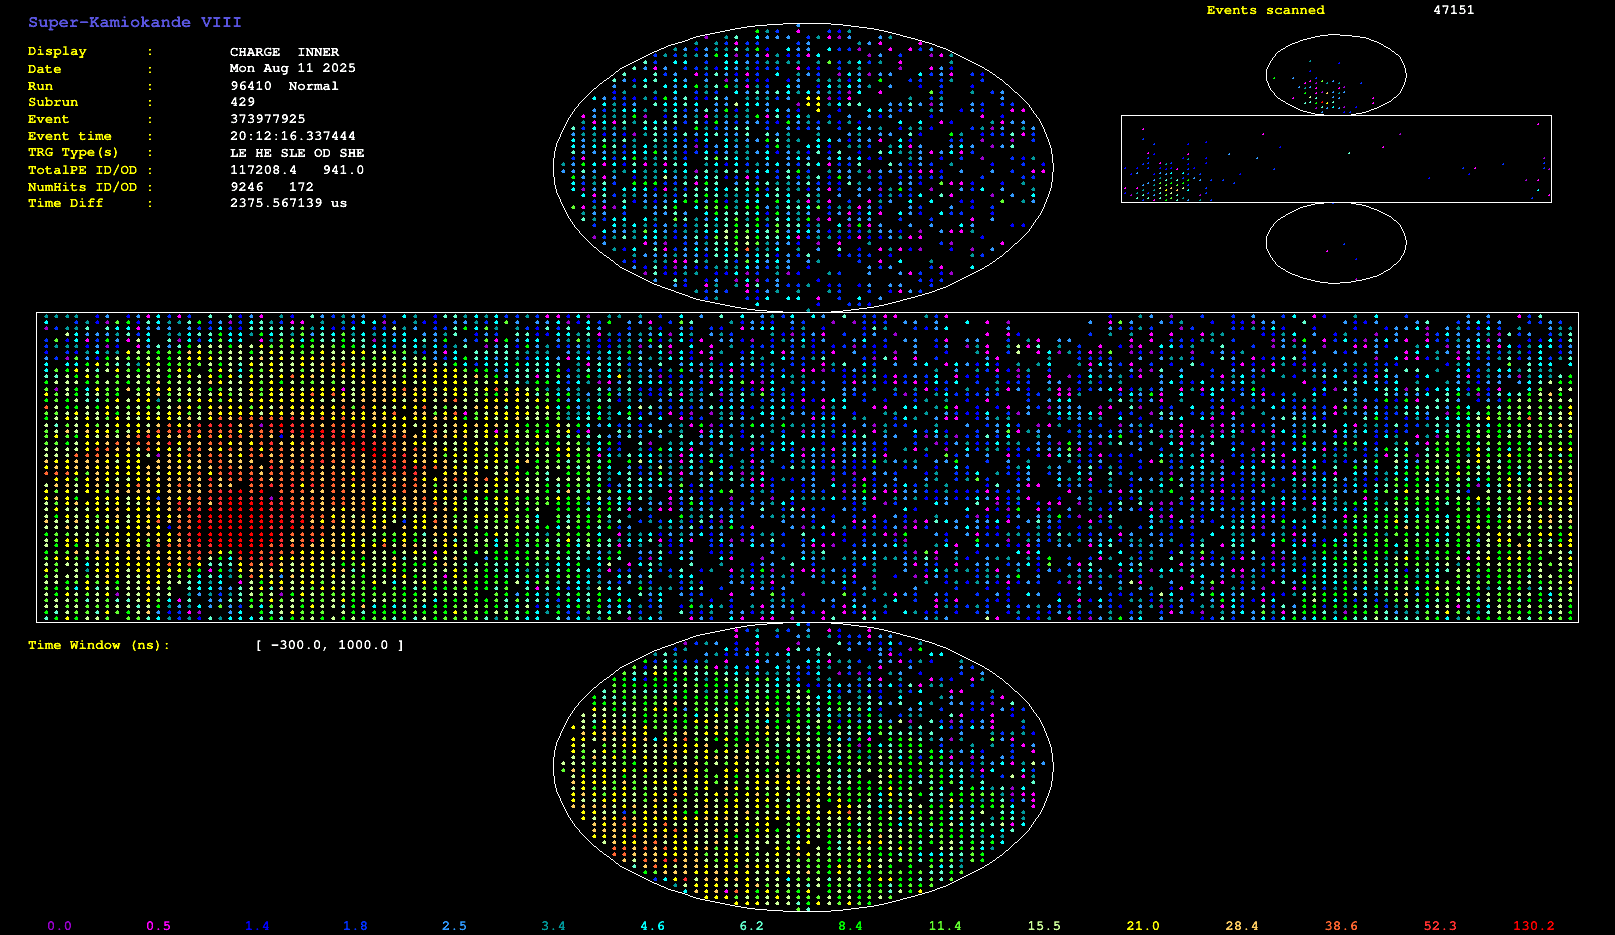 Super-Kamiokande VIII
Events scanned 47151
Display : CHARGE INNER
Date : Mon Aug 11 2025
Run : 96410 Normal
Subrun : 429
Event : 373977925
Event time : 20:12:16.337444
TRG Type(s) : LE HE SLE OD SHE
TotalPE ID/OD : 117208.4 941.0
NumHits ID/OD : 9246 172
Time Diff : 2375.567139 us
Time Window (ns): [ -300.0, 1000.0 ]
0.0 0.5 1.4 1.8 2.5 3.4 4.6 6.2 8.4 11.4 15.5 21.0 28.4 38.6 52.3 130.2